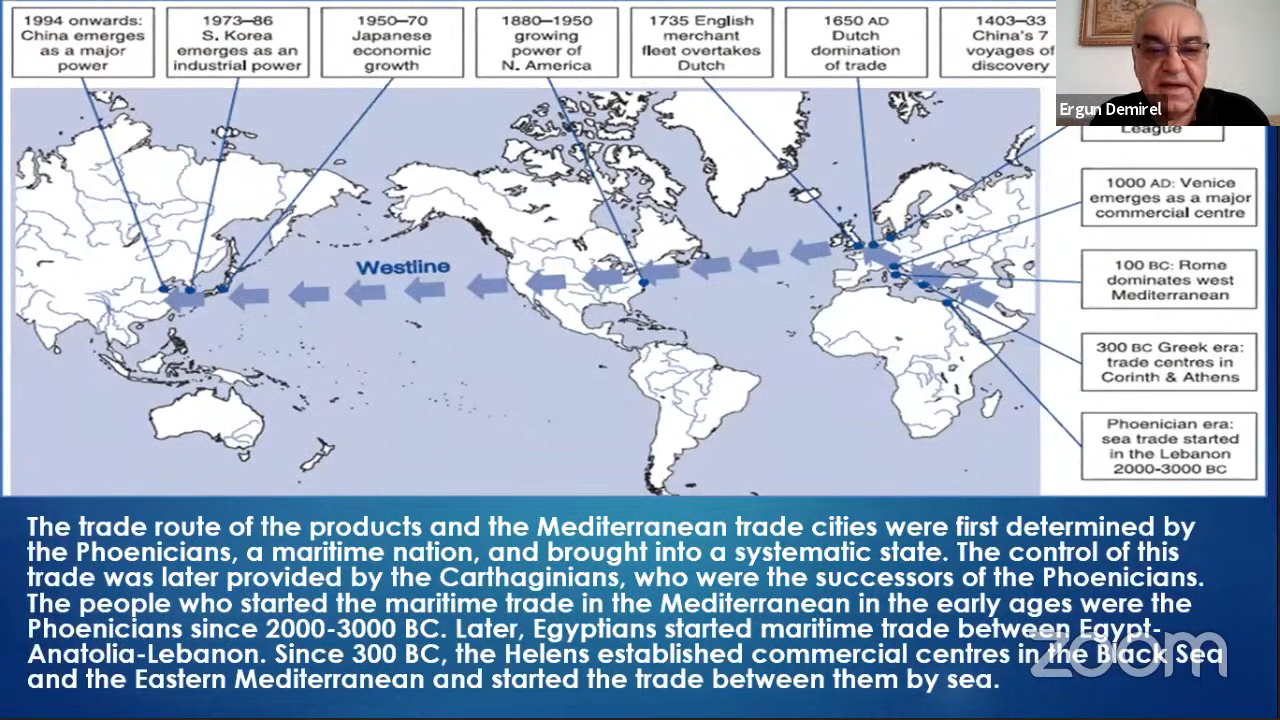 1994 onwards:
China emerges
as a major
power
1973–86
S. Korea
emerges as an
industrial power
1950–70
Japanese
economic
growth
1880–1950
growing
power of
N. America
1735 English
merchant
fleet overtakes
Dutch
1650 AD
Dutch
domination
of trade
1403–33
China's 7
voyages of
discovery
Ergun Demirel
League
1000 AD: Venice
emerges as a major
commercial centre
100 BC: Rome
dominates west
Mediterranean
300 BC Greek era:
trade centres in
Corinth & Athens
Phoenician era:
sea trade started
in the Lebanon
2000-3000 BC
Westline
The trade route of the products and the Mediterranean trade cities were first determined by
the Phoenicians, a maritime nation, and brought into a systematic state. The control of this
trade was later provided by the Carthaginians, who were the successors of the Phoenicians.
The people who started the maritime trade in the Mediterranean in the early ages were the
Phoenicians since 2000-3000 BC. Later, Egyptians started maritime trade between Egypt-
Anatolia-Lebanon. Since 300 BC, the Helens established commercial centres in the Black Sea
and the Eastern Mediterranean and started the trade between them by sea.
zoom